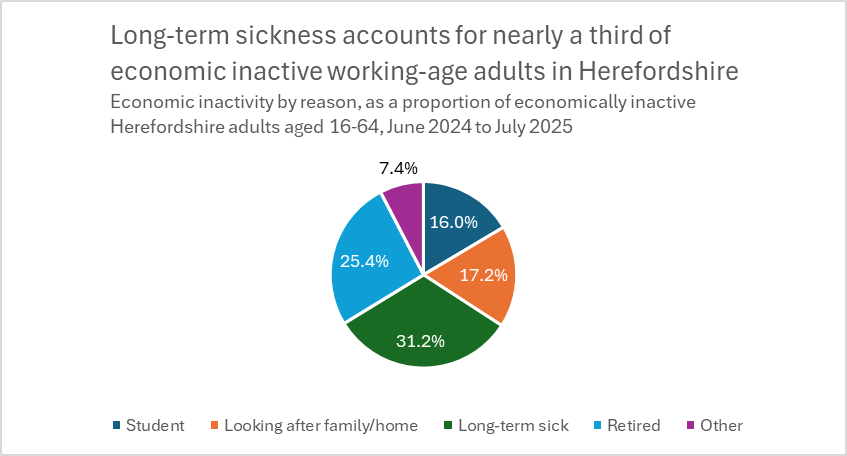 Long-term sickness accounts for nearly a third of
economic inactive working-age adults in Herefordshire
Economic inactivity by reason, as a proportion of economically inactive
Herefordshire adults aged 16-64, June 2024 to July 2025
7.4%
16.0%
25.4%
17.2%
31.2%
Student
Looking after family/home
Long-term sick
Retired
Other